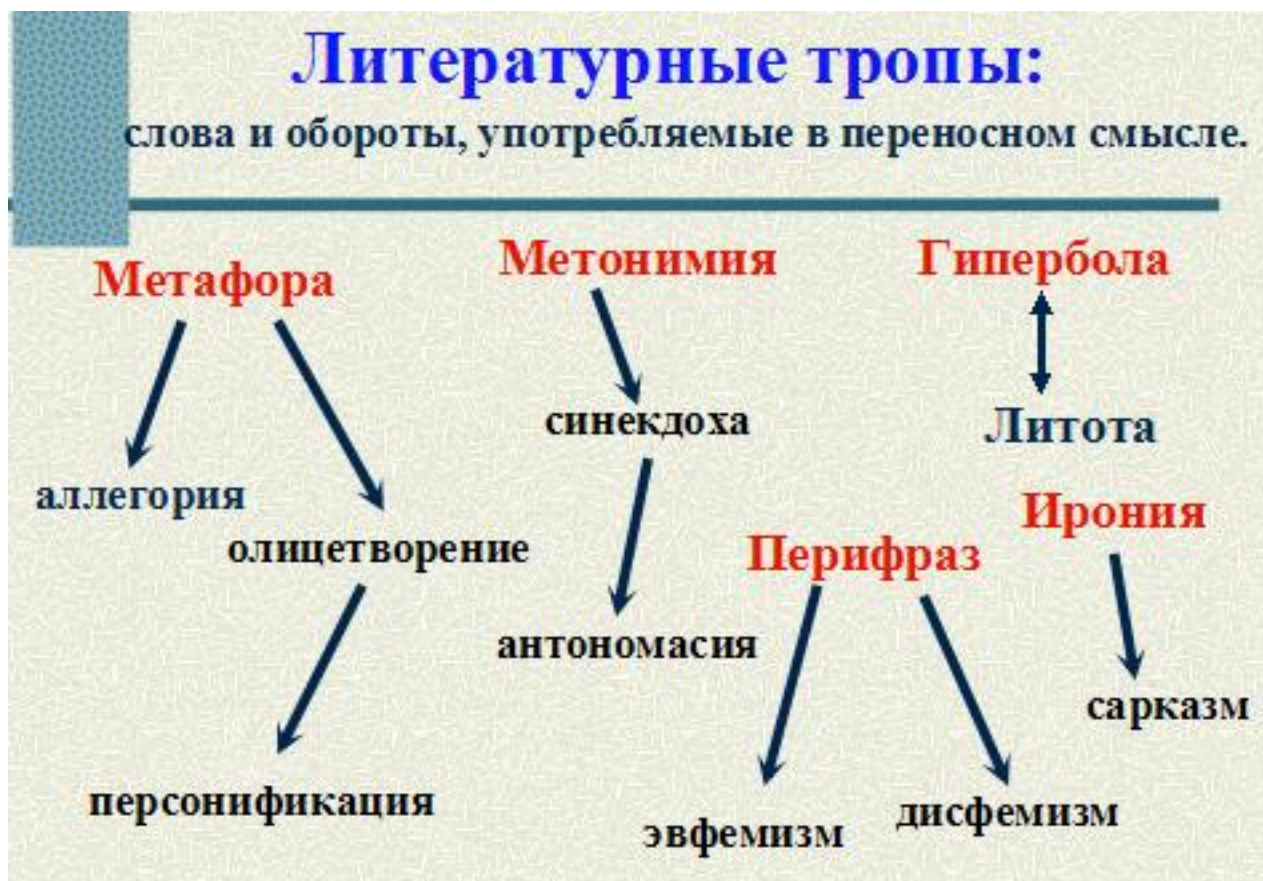 Литературные тропы:
слова и обороты, употребляемые в переносном смысле.
Метафора
Метонимия
Гипербола
синекдоха
Литота
аллегория
Ирония
олицетворение
Перифраз
антономасия
сарказм
персонификация
эвфемизм
дисфемизм